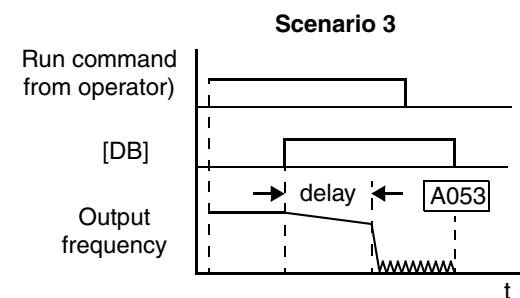 Scenario 3
Run command
from operator)
[DB]
delay
A053
Output
frequency
t